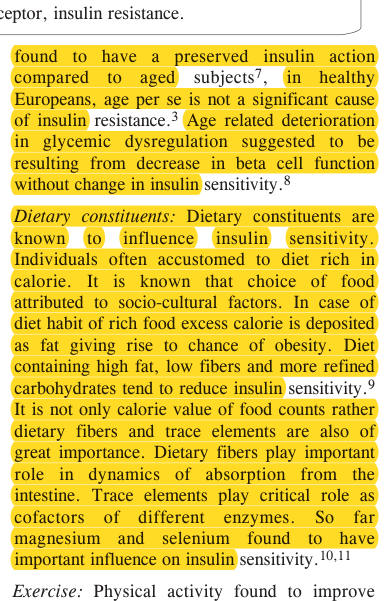 ceptor, insulin resistance.
found to have a preserved insulin action
compared to aged subjects7, in healthy
Europeans, age per se is not a significant cause
of insulin resistance.3 Age related deterioration
in glycemic dysregulation suggested to be
resulting from decrease in beta cell function
without change in insulin sensitivity.8
Dietary constituents: Dietary constituents are
known to influence insulin sensitivity.
Individuals often accustomed to diet rich in
calorie. It is known that choice of food
attributed to socio-cultural factors. In case of
diet habit of rich food excess calorie is deposited
as fat giving rise to chance of obesity. Diet
containing high fat, low fibers and more refined
carbohydrates tend to reduce insulin sensitivity.9
It is not only calorie value of food counts rather
dietary fibers and trace elements are also of
great importance. Dietary fibers play important
role in dynamics of absorption from the
intestine. Trace elements play critical role as
cofactors of different enzymes. So far
magnesium and selenium found to have
important influence on insulin sensitivity.10,11
Exercise: Physical activity found to improve